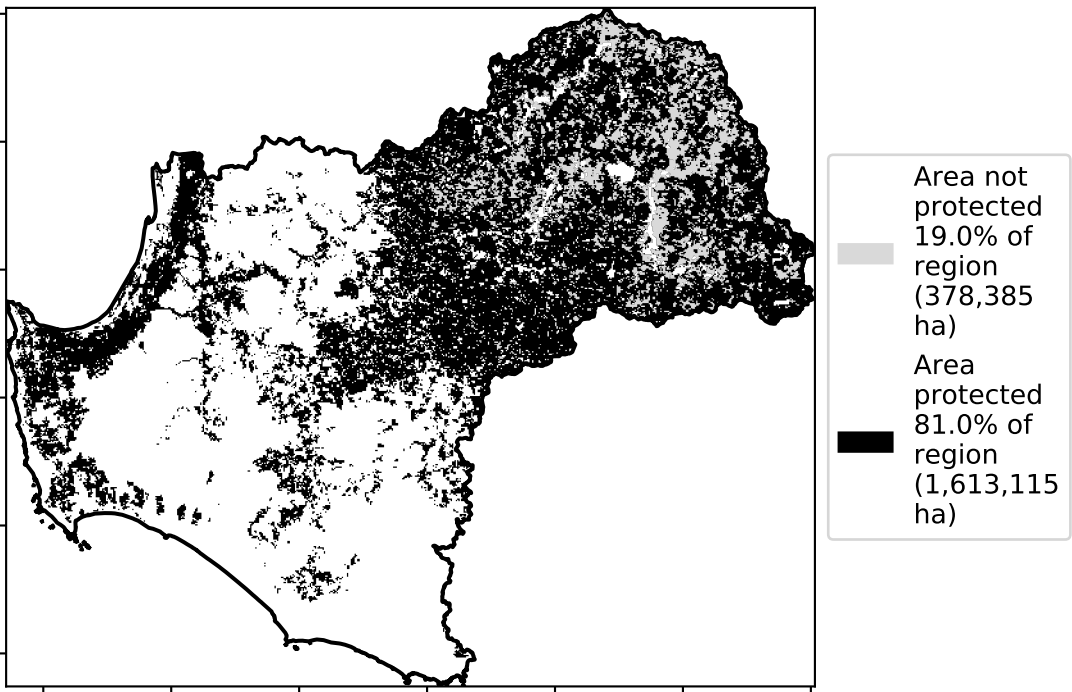 Area not
protected
19.0% of
region
(378,385
ha)
Area
protected
81.0% of
region
(1,613,115
ha)